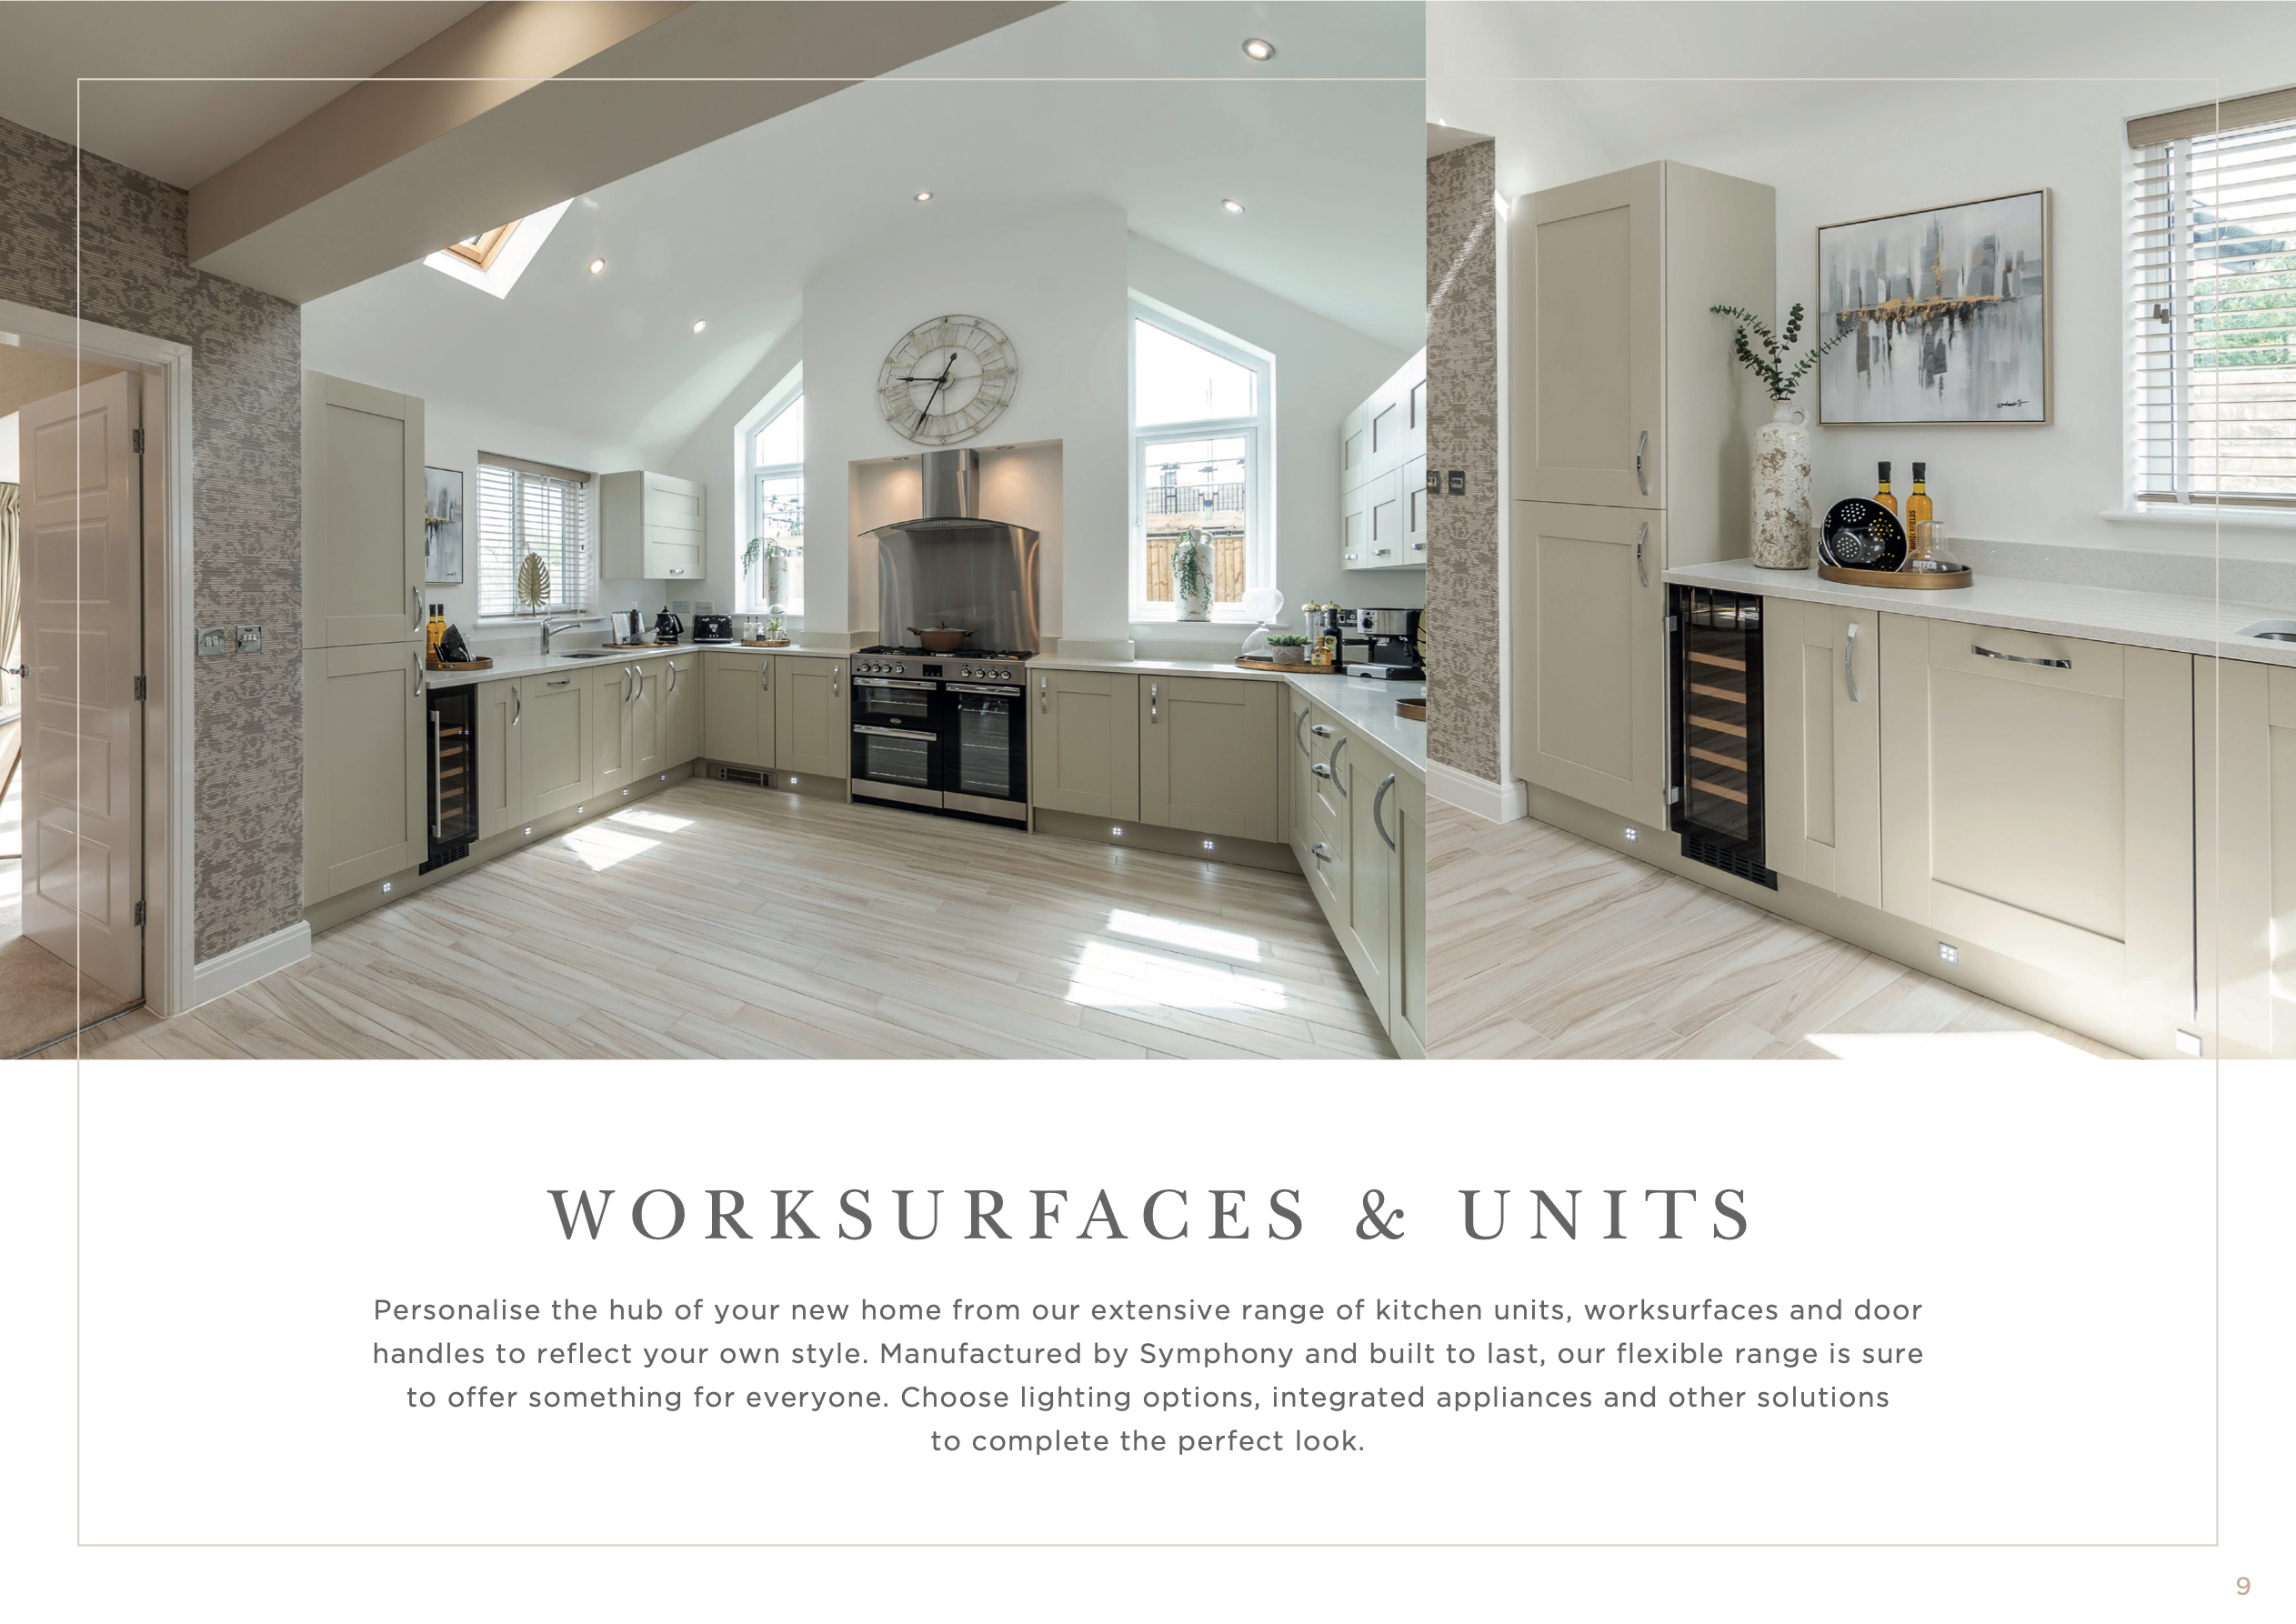 WORKSURFACES & UNITS
Personalise the hub of your new home from our extensive range of kitchen units, worksurfaces and door
handles to reflect your own style. Manufactured by Symphony and built to last, our flexible range is sure
to offer something for everyone. Choose lighting options, integrated appliances and other solutions
to complete the perfect look.
9